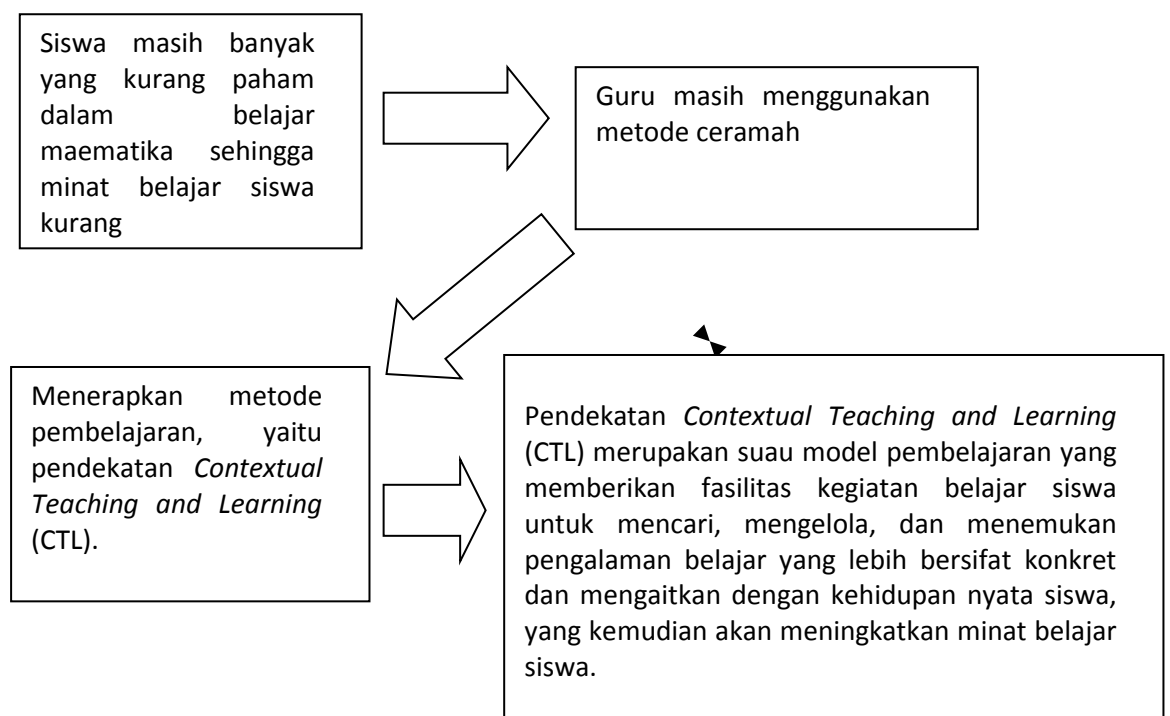 Siswa masih banyak
yang kurang paham
dalam belajar
maematika sehingga
minat belajar siswa
kurang
Guru masih menggunakan
metode ceramah
Menerapkan metode
pembelajaran, yaitu
pendekatan Contextual
Teaching and Learning
(CTL).
Pendekatan Contextual Teaching and Learning
(CTL) merupakan suau model pembelajaran yang
memberikan fasilitas kegiatan belajar siswa
untuk mencari, mengelola, dan menemukan
pengalaman belajar yang lebih bersifat konkret
dan mengaitkan dengan kehidupan nyata siswa,
yang kemudian akan meningkatkan minat belajar
siswa.